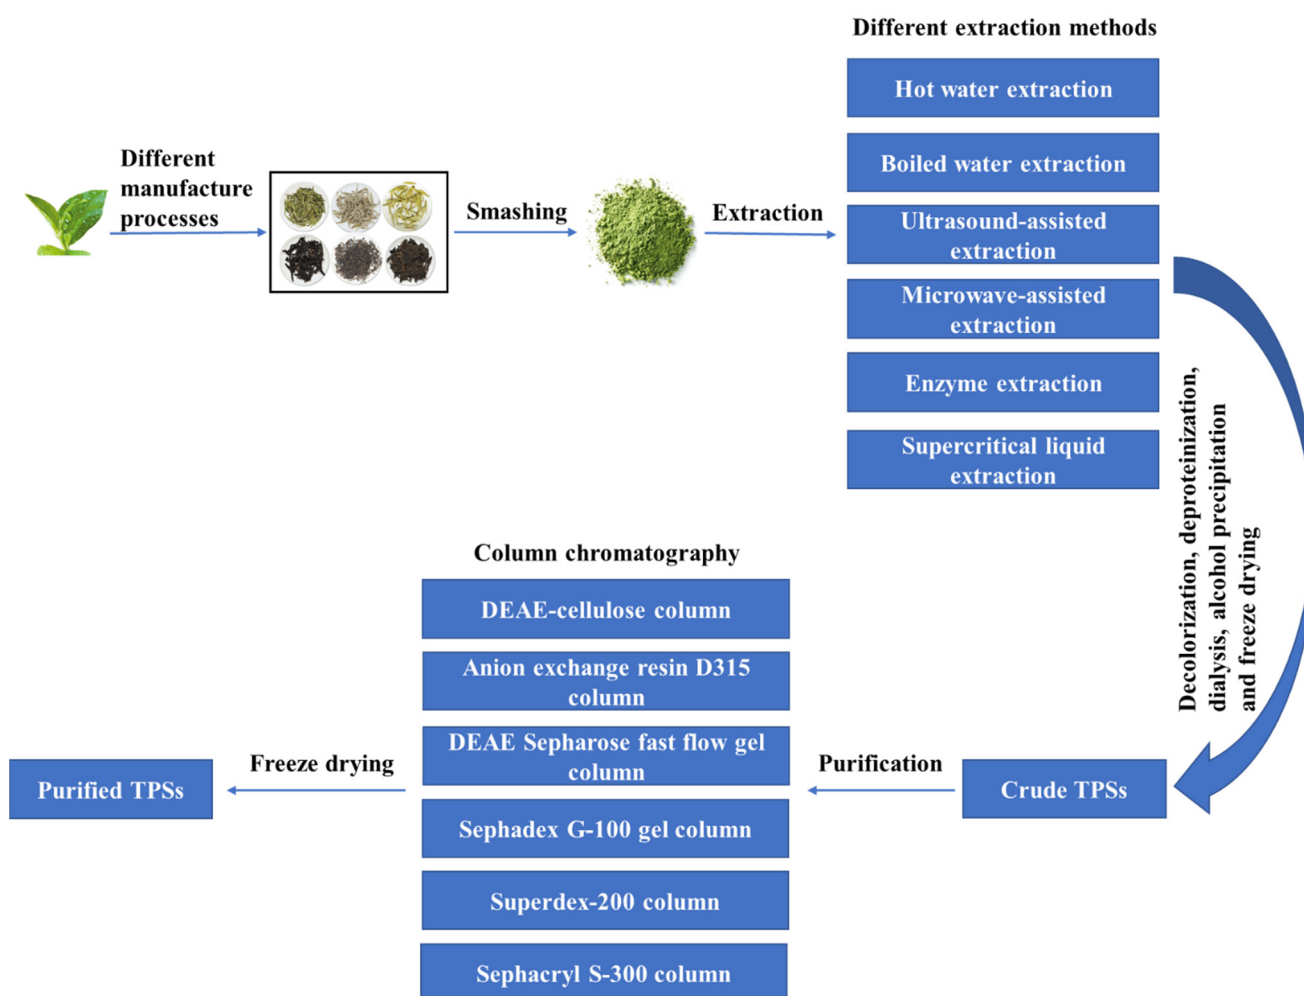 Different extraction methods
Hot water extraction
Boiled water extraction
Ultrasound-assisted
extraction
Microwave-assisted
extraction
Enzyme extraction
Supercritical liquid
extraction
Different
manufacture
processes
Smashing
Extraction
Decolorization, deproteinization,
dialysis, alcohol precipitation
and freeze drying
Crude TPSs
Purification
Column chromatography
DEAE-cellulose column
Anion exchange resin D315
column
DEAE Sepharose fast flow gel
column
Sephadex G-100 gel column
Superdex-200 column
Sephacryl S-300 column
Freeze drying
Purified TPSs